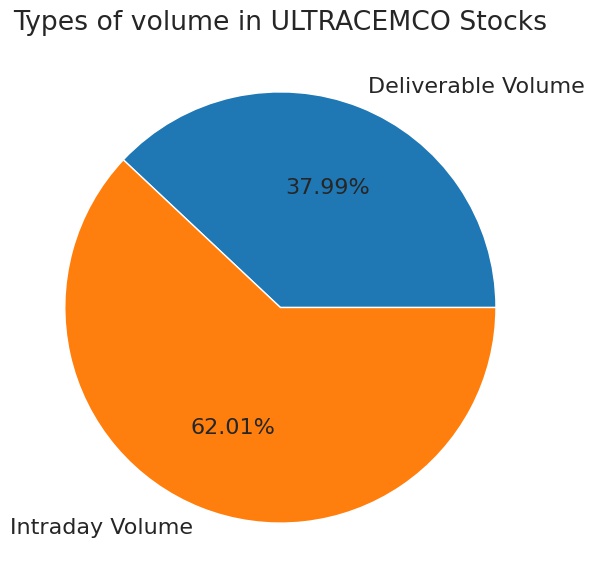 Types of volume in ULTRACEMCO Stocks
Deliverable Volume
37.99%
62.01%
Intraday Volume